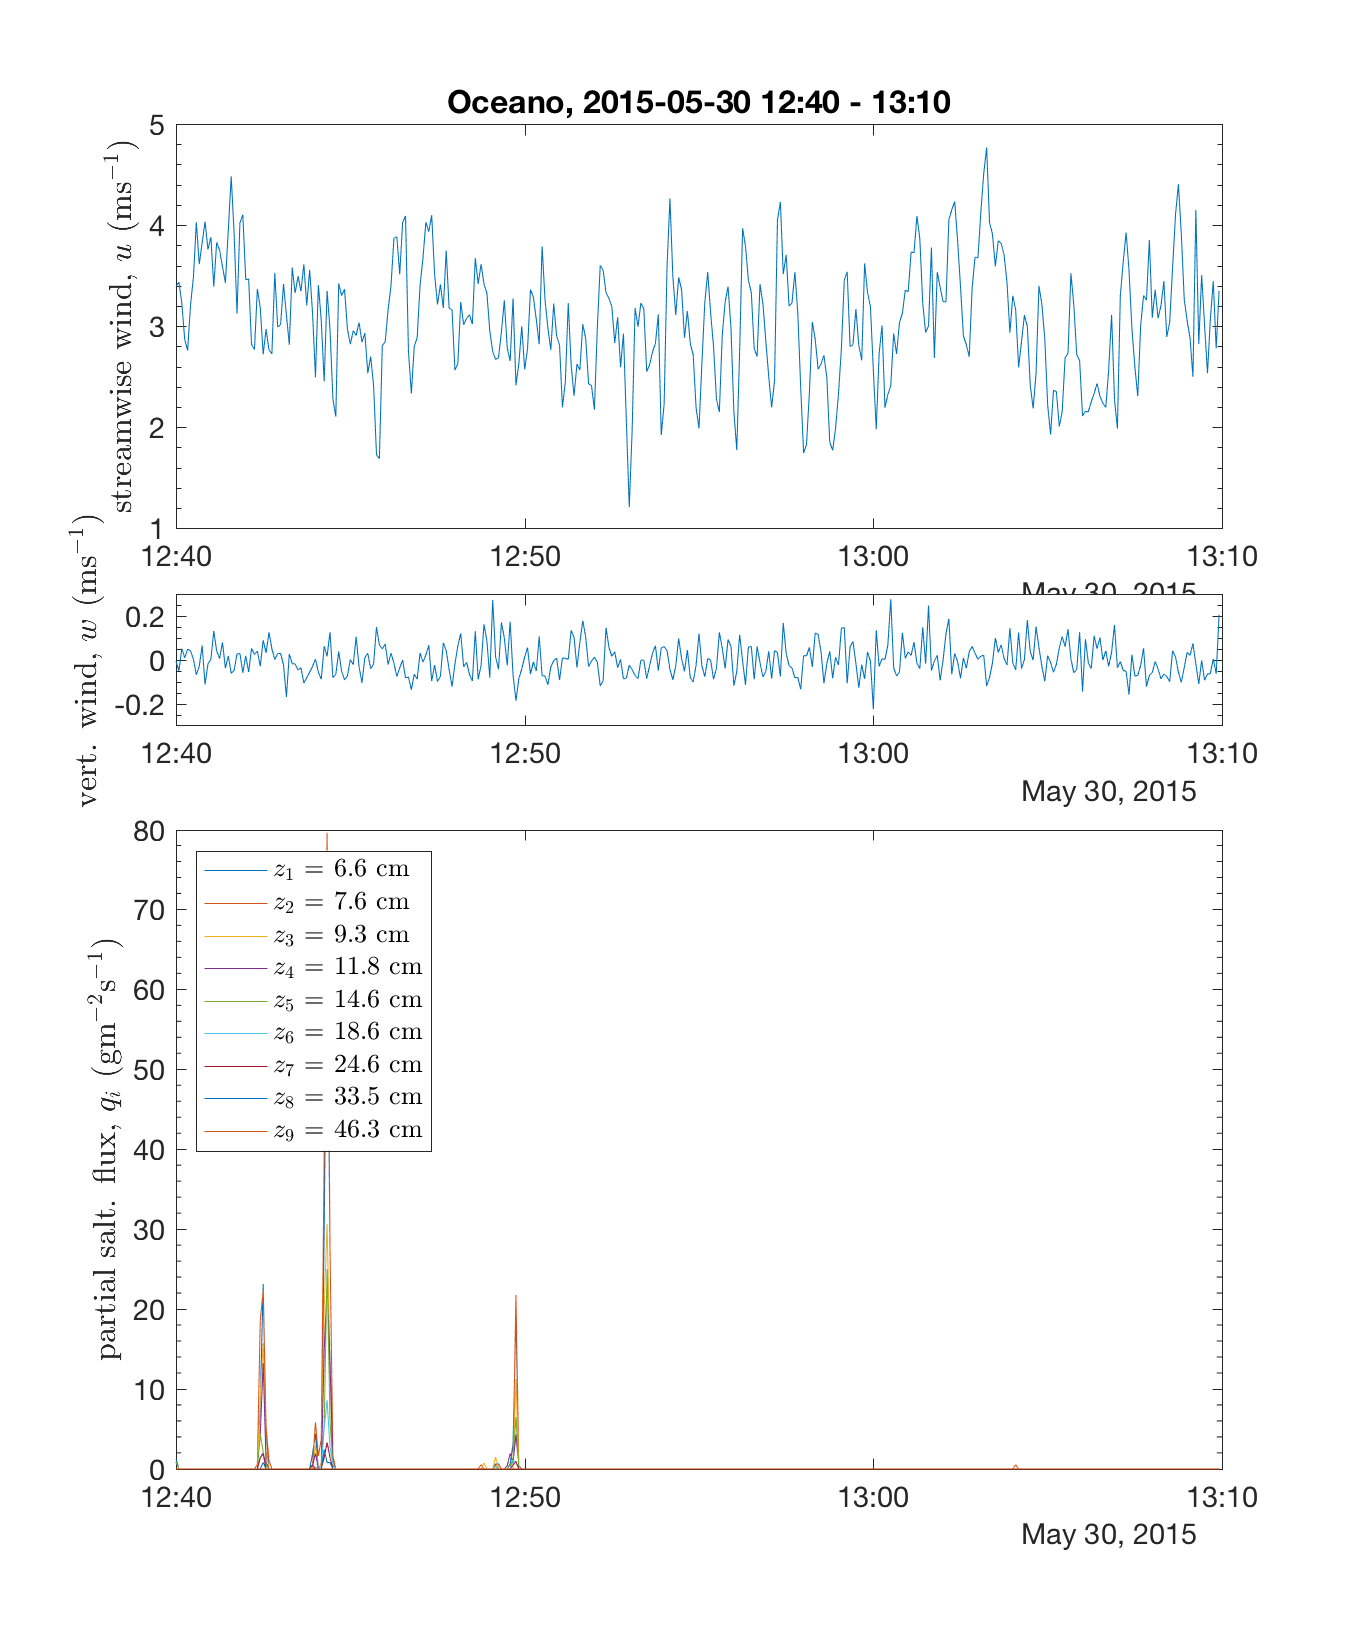 Oceano, 2015-05-30 12:40 - 13:10
streamwise wind, u (ms⁻¹)
5
4
3
2
1
12:40 12:50 13:00 13:10
May 30, 2015
vert. wind, w (ms⁻¹)
0.2
0
-0.2
12:40 12:50 13:00 13:10
May 30, 2015
partial salt. flux, qᵢ (gm⁻²s⁻¹)
80
70
60
50
40
30
20
10
0
z₁ = 6.6 cm
z₂ = 7.6 cm
z₃ = 9.3 cm
z₄ = 11.8 cm
z₅ = 14.6 cm
z₆ = 18.6 cm
z₇ = 24.6 cm
z₈ = 33.5 cm
z₉ = 46.3 cm
12:40 12:50 13:00 13:10
May 30, 2015